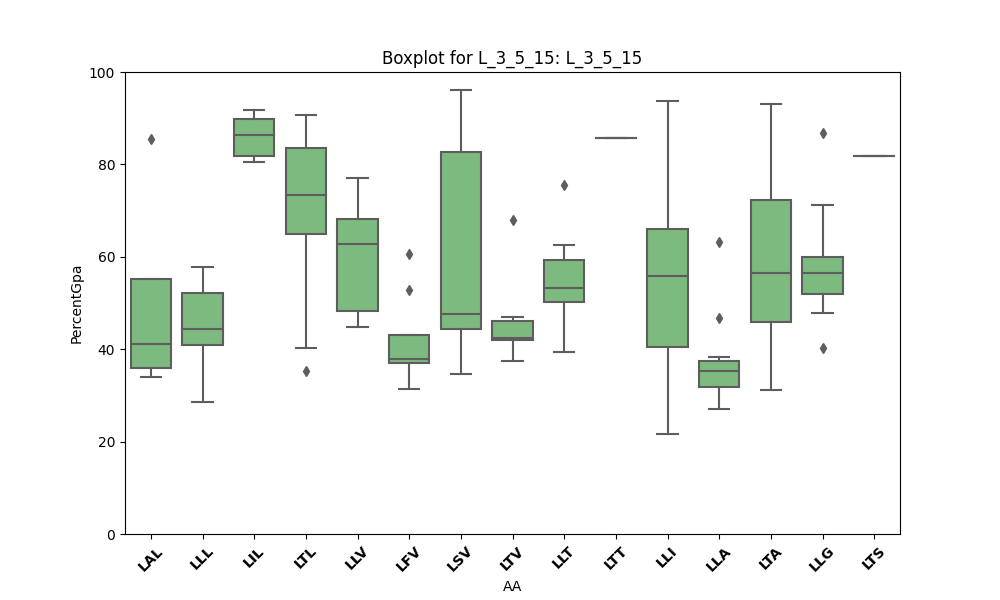 Boxplot for L_3_5_15: L_3_5_15
PercentGpa
100
80
60
40
20
0
LAL LLL LIL LTL LLV LFV LSV LTV LLT LTT LLI LLA LTA LLG LTS
AA